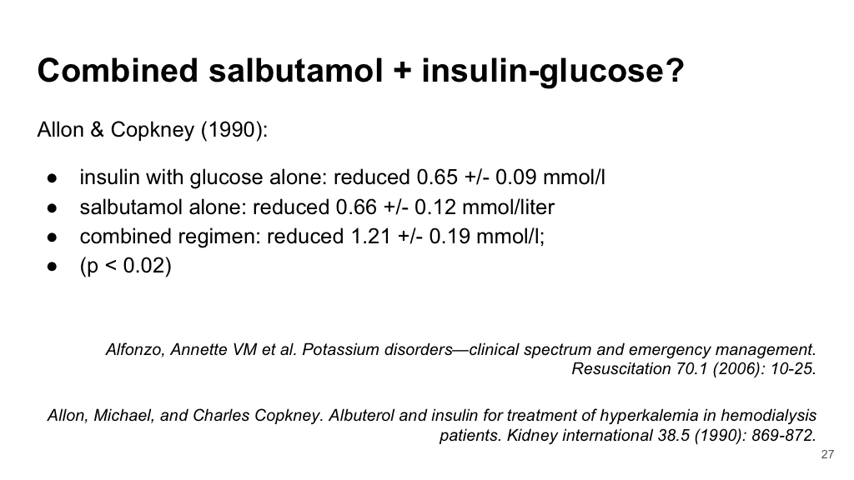 Combined salbutamol + insulin-glucose?
Allon & Copkney (1990):
● insulin with glucose alone: reduced 0.65 +/- 0.09 mmol/l
● salbutamol alone: reduced 0.66 +/- 0.12 mmol/liter
● combined regimen: reduced 1.21 +/- 0.19 mmol/l;
● (p < 0.02)
Alfonzo, Annette VM et al. Potassium disorders—clinical spectrum and emergency management.
Resuscitation 70.1 (2006): 10-25.
Allon, Michael, and Charles Copkney. Albuterol and insulin for treatment of hyperkalemia in hemodialysis
patients. Kidney international 38.5 (1990): 869-872.
27